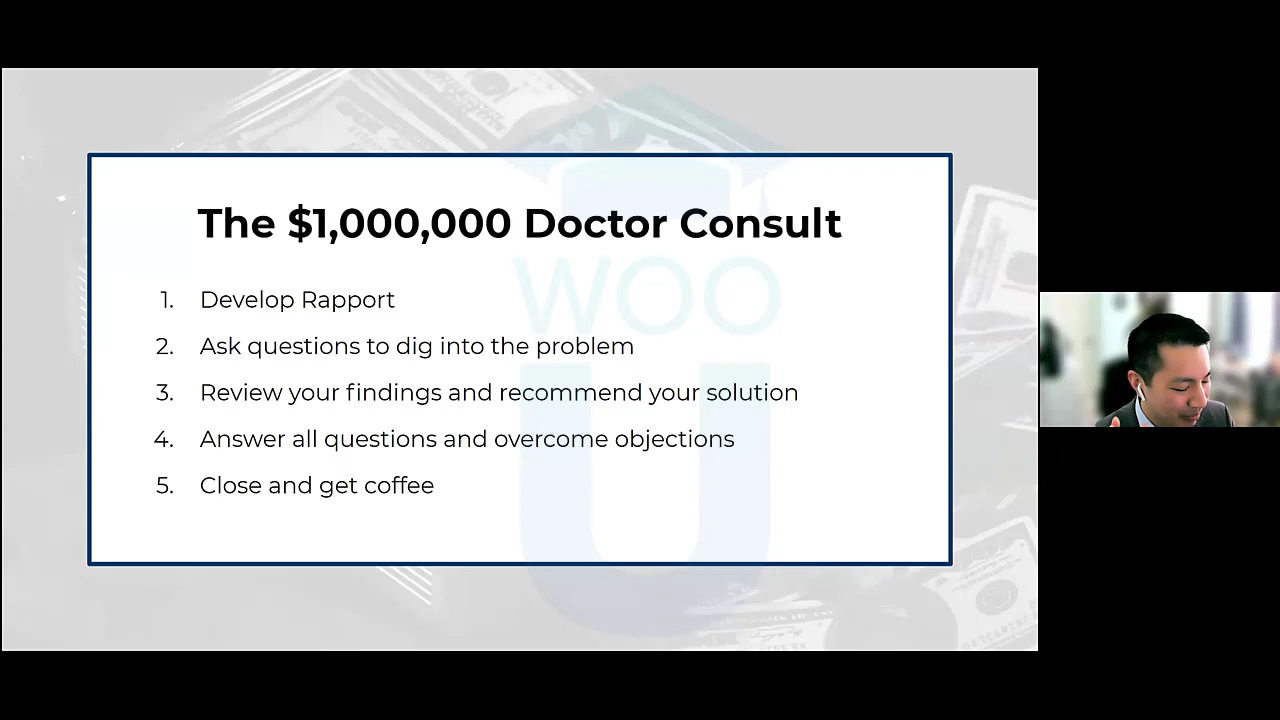 The $1,000,000 Doctor Consult
WOO
U
1. Develop Rapport
2. Ask questions to dig into the problem
3. Review your findings and recommend your solution
4. Answer all questions and overcome objections
5. Close and get coffee